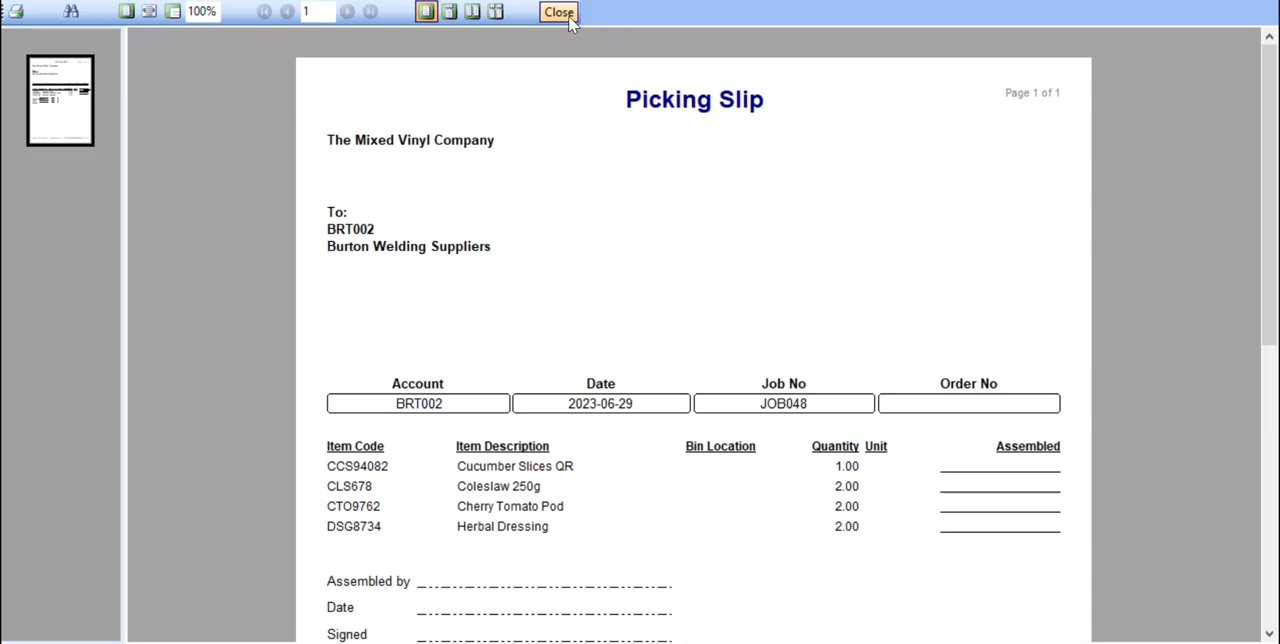 100% 1 Close
Picking Slip
Page 1 of 1
The Mixed Vinyl Company
To:
BRT002
Burton Welding Suppliers
Account Date Job No Order No
BRT002 2023-06-29 JOB048
Item Code Item Description Bin Location Quantity Unit Assembled
CCS94082 Cucumber Slices QR 1.00
CLS678 Coleslaw 250g 2.00
CTO9762 Cherry Tomato Pod 2.00
DSG8734 Herbal Dressing 2.00
Assembled by
Date
Signed